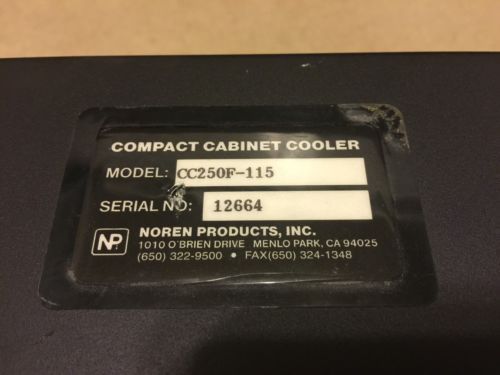 COMPACT CABINET COOLER
MODEL: CC250F-115
SERIAL NO: 12664
NP NOREN PRODUCTS, INC.
1010 O'BRIEN DRIVE MENLO PARK, CA 94025
(650) 322-9500 • FAX(650) 324-1348